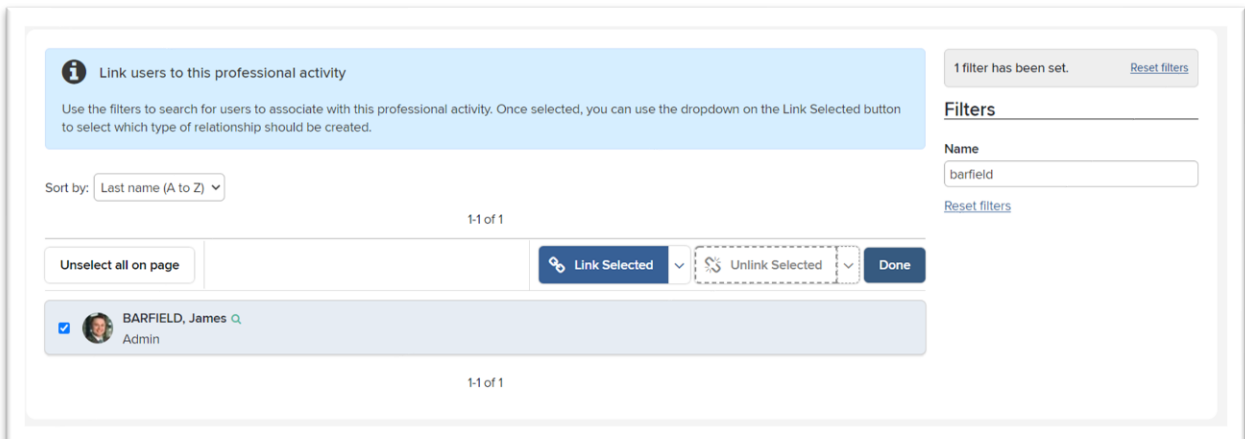 Link users to this professional activity
Use the filters to search for users to associate with this professional activity. Once selected, you can use the dropdown on the Link Selected button
to select which type of relationship should be created.
Sort by: Last name (A to Z)
1-1 of 1
Unselect all on page
Link Selected
Unlink Selected
Done
BARFIELD, James
Admin
1-1 of 1
1 filter has been set. Reset filters
Filters
Name
barfield
Reset filters